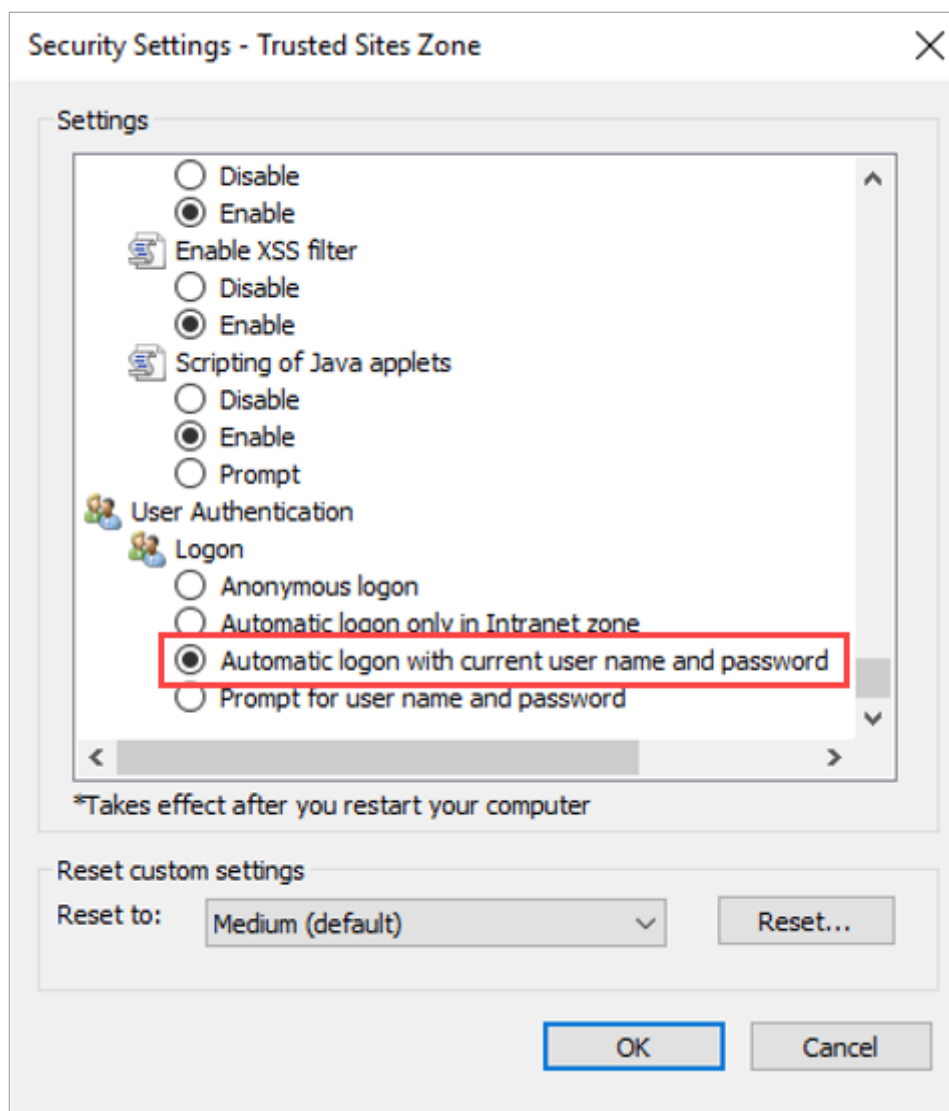 Security Settings - Trusted Sites Zone
Settings
Disable
Enable
Enable XSS filter
Disable
Enable
Scripting of Java applets
Disable
Enable
Prompt
User Authentication
Logon
Anonymous logon
Automatic logon only in Intranet zone
Automatic logon with current user name and password
Prompt for user name and password
*Takes effect after you restart your computer
Reset custom settings
Reset to: Medium (default) Reset...
OK Cancel